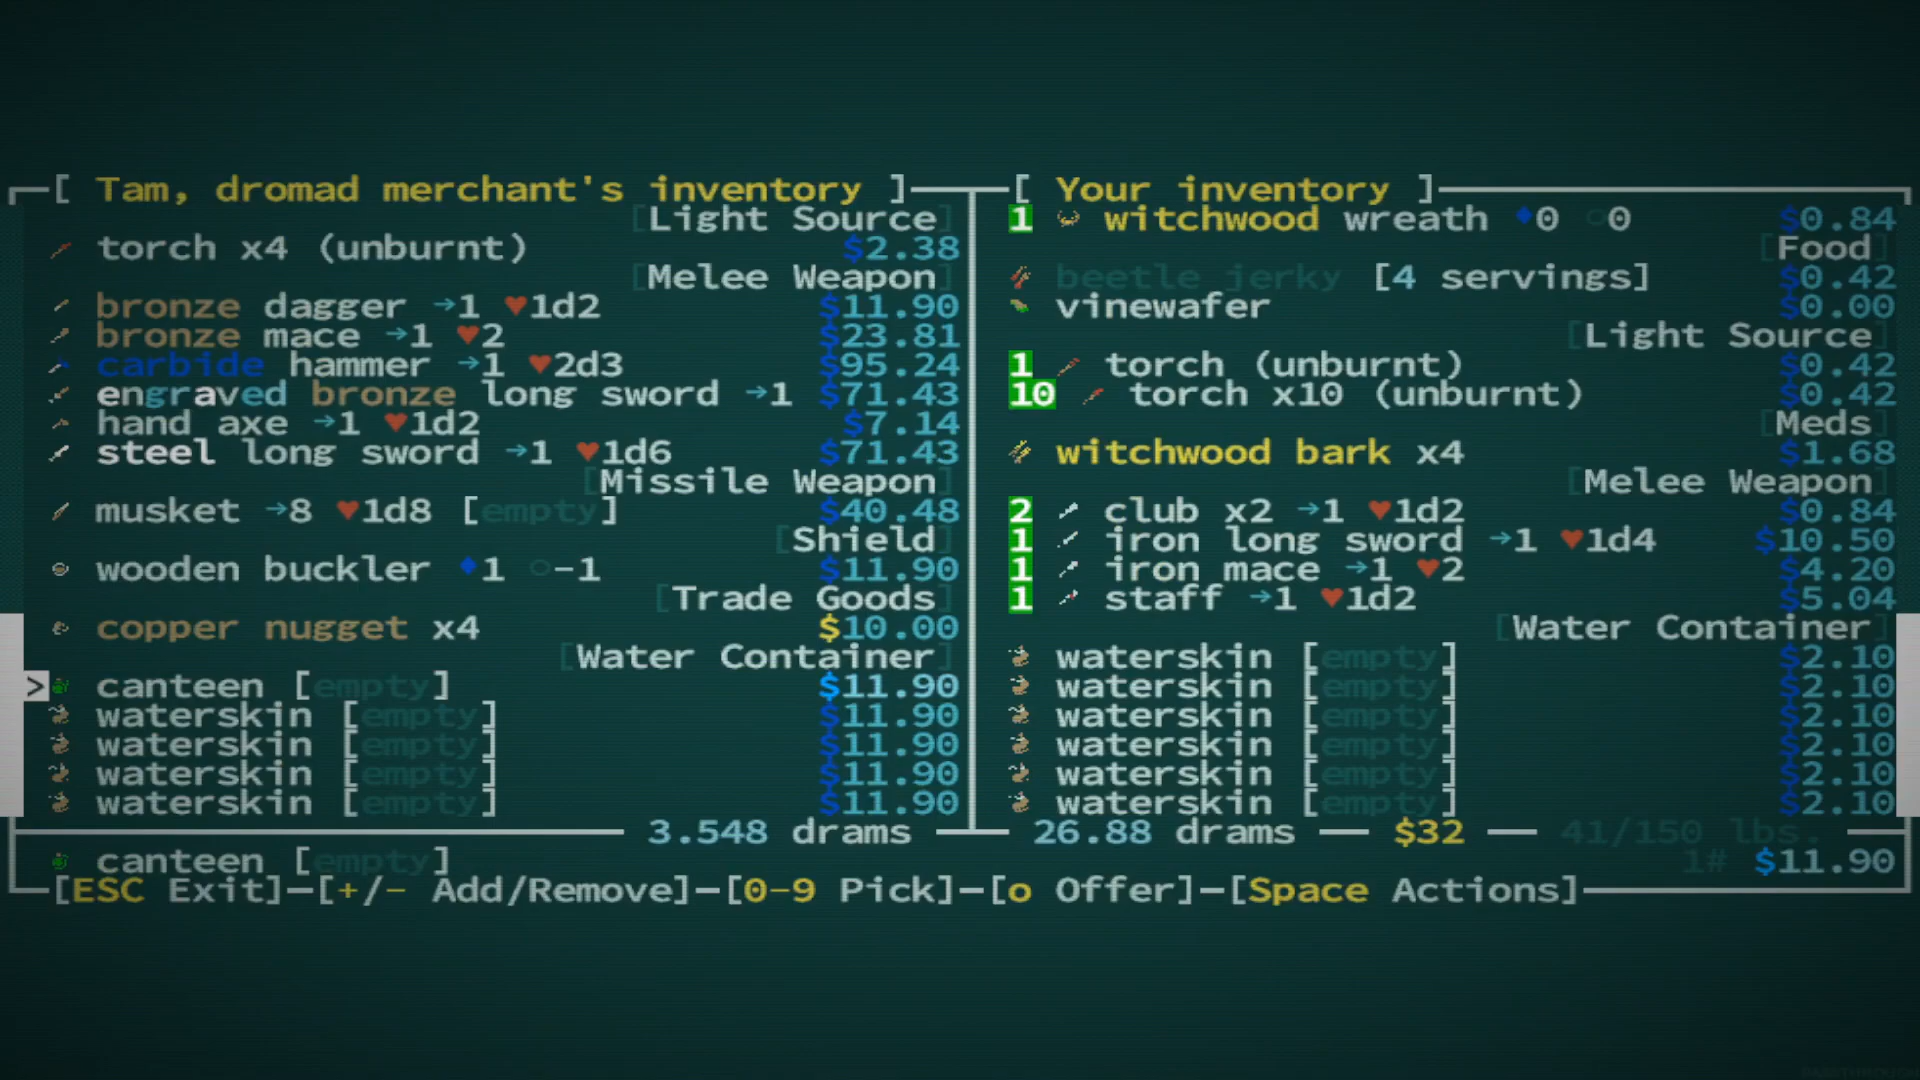 [ Tam, dromad merchant's inventory ]
[Light Source]
torch x4 (unburnt) $2.38
[Melee Weapon]
bronze dagger →1 ♥1d2 $11.90
bronze mace →1 ♥2 $23.81
carbide hammer →1 ♥2d3 $95.24
engraved bronze long sword →1 $71.43
hand axe →1 ♥1d2 $7.14
steel long sword →1 ♥1d6 $71.43
[Missile Weapon]
musket →8 ♥1d8 [empty] $40.48
[Shield]
wooden buckler ♦1 ○-1 $11.90
[Trade Goods]
copper nugget x4 $10.00
[Water Container]
> canteen [empty] $11.90
waterskin [empty] $11.90
waterskin [empty] $11.90
waterskin [empty] $11.90
waterskin [empty] $11.90
3.548 drams
[ Your inventory ]
1 witchwood wreath ♦0 ○0 $0.84
[Food]
beetle jerky [4 servings] $0.42
vinewafer $0.00
[Light Source]
1 torch (unburnt) $0.42
10 torch x10 (unburnt) $0.42
[Meds]
witchwood bark x4 $1.68
[Melee Weapon]
2 club x2 →1 ♥1d2 $0.84
1 iron long sword →1 ♥1d4 $10.50
1 iron mace →1 ♥2 $4.20
1 staff →1 ♥1d2 $5.04
[Water Container]
waterskin [empty] $2.10
waterskin [empty] $2.10
waterskin [empty] $2.10
waterskin [empty] $2.10
waterskin [empty] $2.10
waterskin [empty] $2.10
26.88 drams — $32 — 41/150 lbs.
canteen [empty] 1# $11.90
[ESC Exit]—[+/- Add/Remove]—[0-9 Pick]—[o Offer]—[Space Actions]